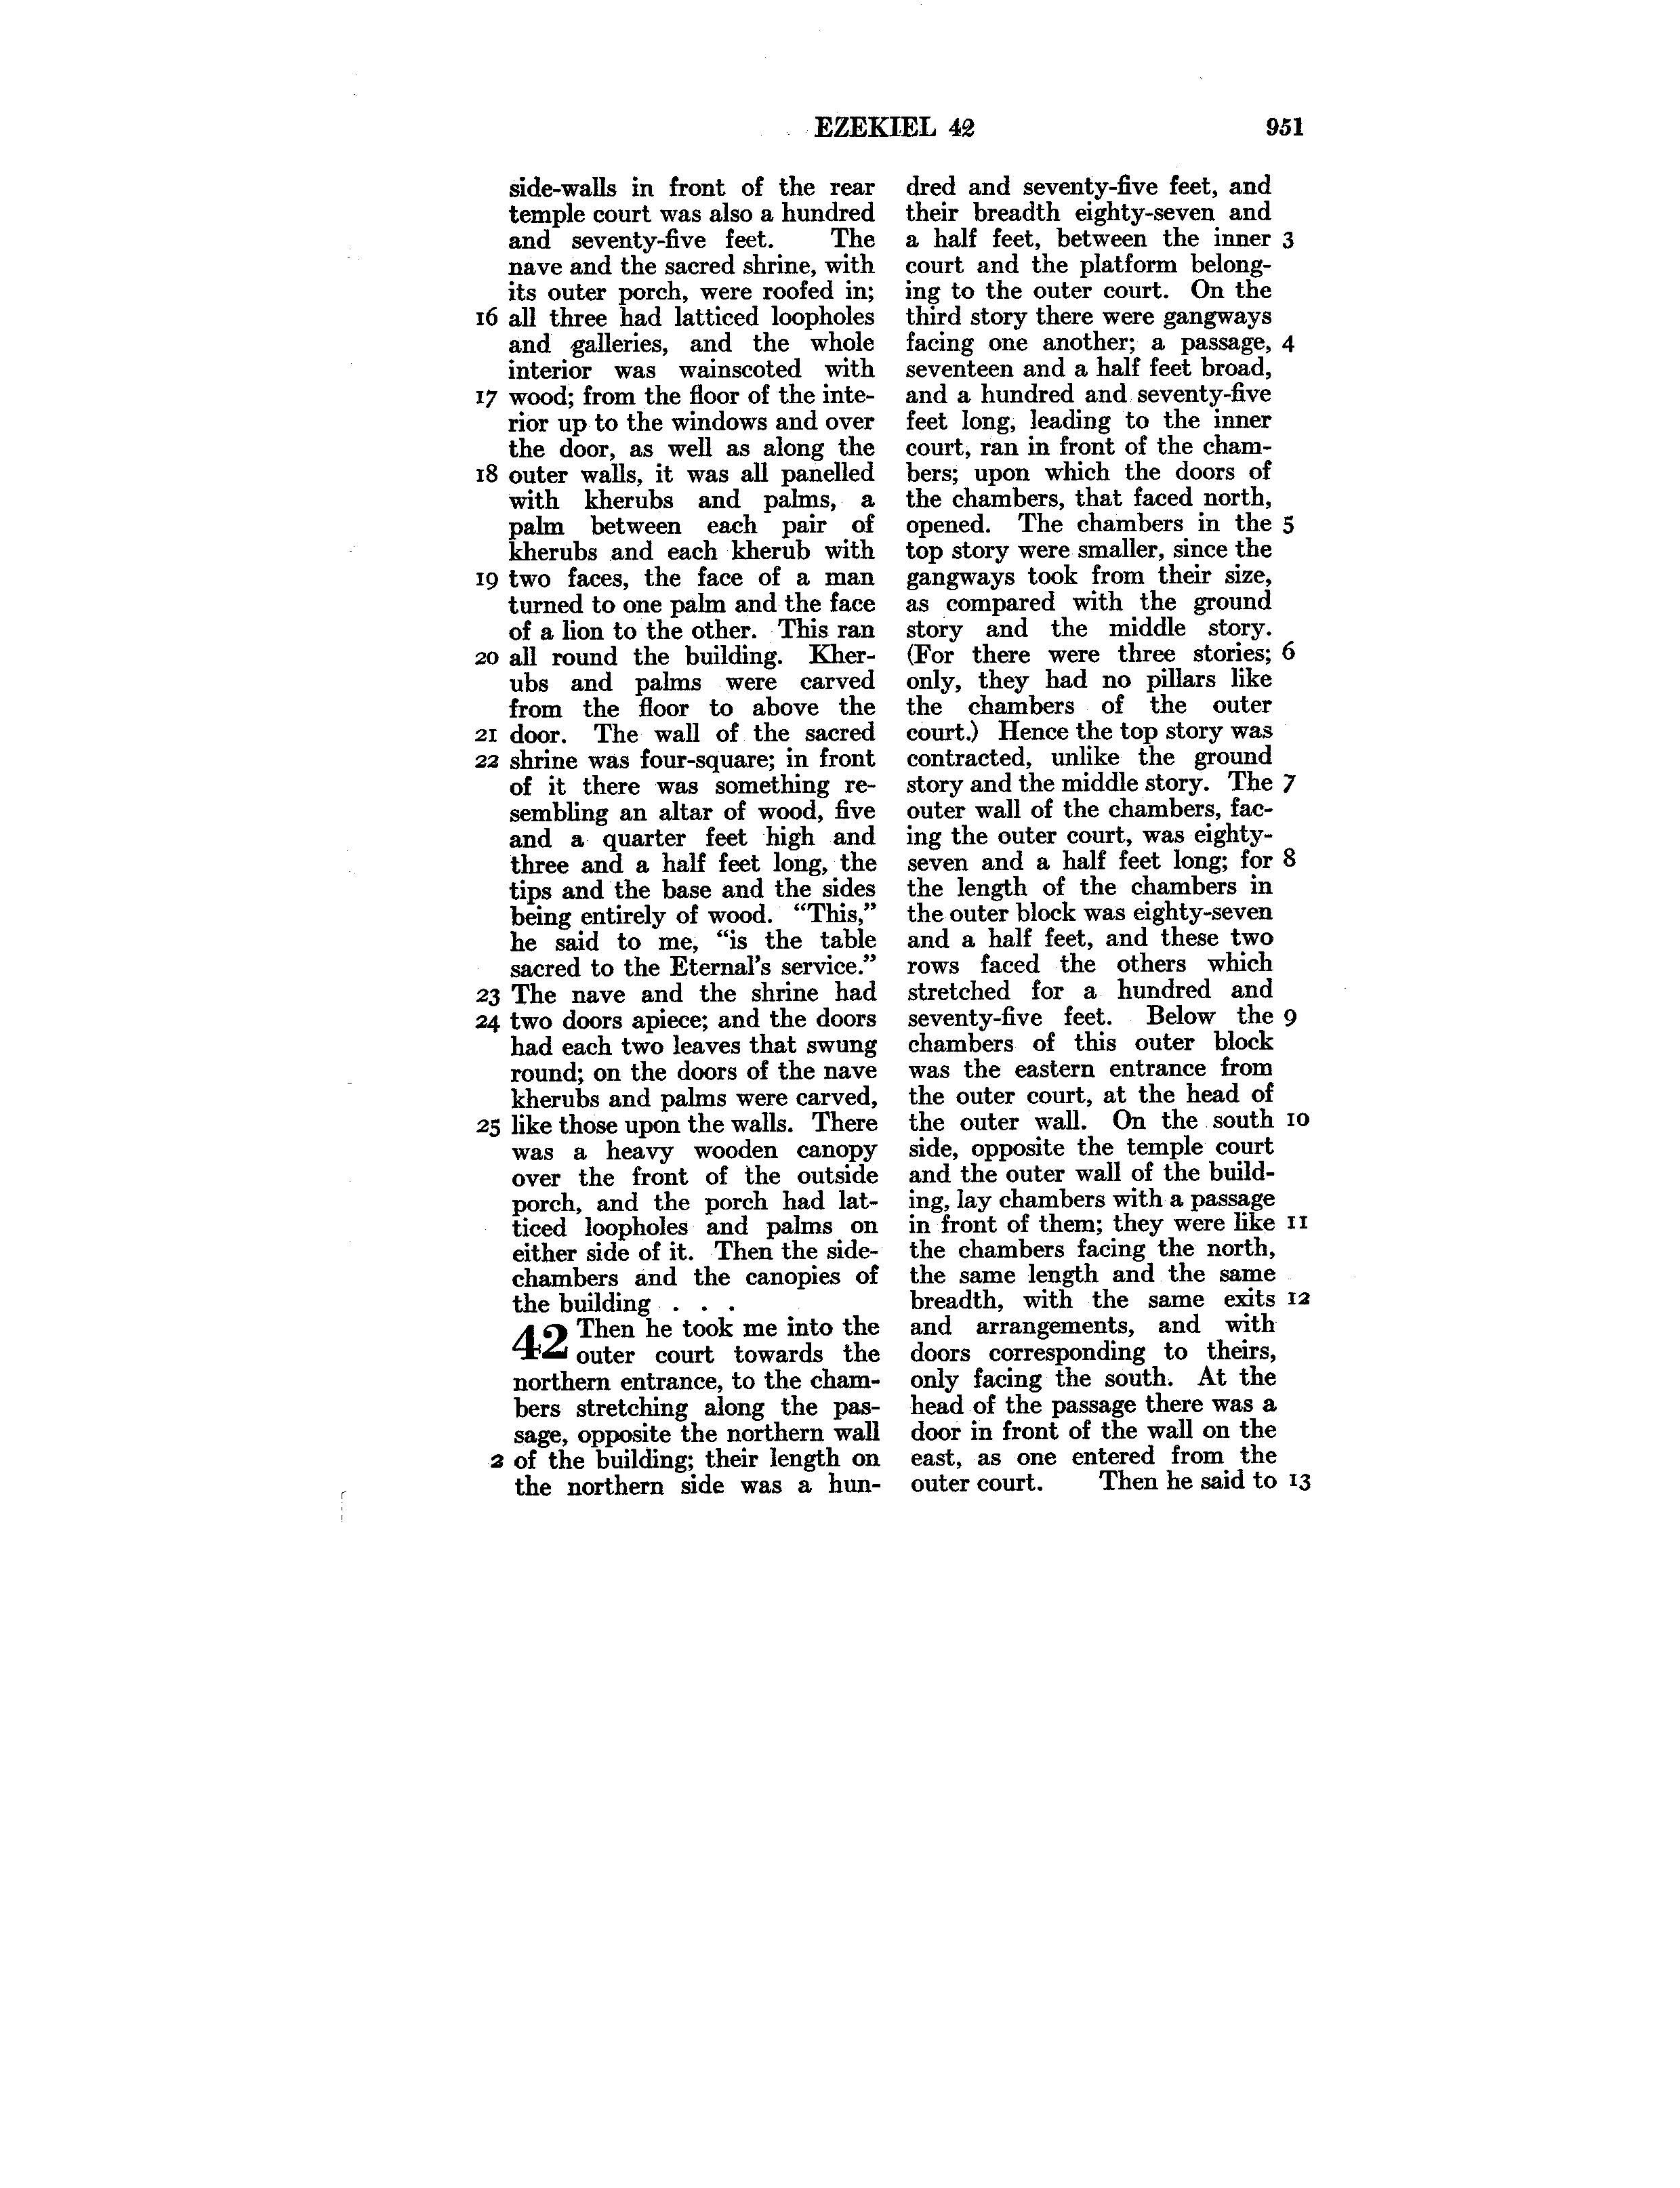 EZEKIEL 42 951
side-walls in front of the rear
temple court was also a hundred
and seventy-five feet. The
nave and the sacred shrine, with
its outer porch, were roofed in;
16 all three had latticed loopholes
and galleries, and the whole
interior was wainscoted with
17 wood; from the floor of the inte-
rior up to the windows and over
the door, as well as along the
18 outer walls, it was all panelled
with kherubs and palms, a
palm between each pair of
kherubs and each kherub with
19 two faces, the face of a man
turned to one palm and the face
of a lion to the other. This ran
20 all round the building. Kher-
ubs and palms were carved
from the floor to above the
21 door. The wall of the sacred
22 shrine was four-square; in front
of it there was something re-
sembling an altar of wood, five
and a quarter feet high and
three and a half feet long, the
tips and the base and the sides
being entirely of wood. “This,”
he said to me, “is the table
sacred to the Eternal’s service.”
23 The nave and the shrine had
24 two doors apiece; and the doors
had each two leaves that swung
round; on the doors of the nave
kherubs and palms were carved,
25 like those upon the walls. There
was a heavy wooden canopy
over the front of the outside
porch, and the porch had lat-
ticed loopholes and palms on
either side of it. Then the side-
chambers and the canopies of
the building . . .
42 Then he took me into the
outer court towards the
northern entrance, to the cham-
bers stretching along the pas-
sage, opposite the northern wall
2 of the building; their length on
the northern side was a hun-
dred and seventy-five feet, and
their breadth eighty-seven and
a half feet, between the inner 3
court and the platform belong-
ing to the outer court. On the
third story there were gangways
facing one another; a passage, 4
seventeen and a half feet broad,
and a hundred and seventy-five
feet long, leading to the inner
court, ran in front of the cham-
bers; upon which the doors of
the chambers, that faced north,
opened. The chambers in the 5
top story were smaller, since the
gangways took from their size,
as compared with the ground
story and the middle story.
(For there were three stories; 6
only, they had no pillars like
the chambers of the outer
court.) Hence the top story was
contracted, unlike the ground
story and the middle story. The 7
outer wall of the chambers, fac-
ing the outer court, was eighty-
seven and a half feet long; for 8
the length of the chambers in
the outer block was eighty-seven
and a half feet, and these two
rows faced the others which
stretched for a hundred and
seventy-five feet. Below the 9
chambers of this outer block
was the eastern entrance from
the outer court, at the head of
the outer wall. On the south 10
side, opposite the temple court
and the outer wall of the build-
ing, lay chambers with a passage
in front of them; they were like 11
the chambers facing the north,
the same length and the same
breadth, with the same exits 12
and arrangements, and with
doors corresponding to theirs,
only facing the south. At the
head of the passage there was a
door in front of the wall on the
east, as one entered from the
outer court. Then he said to 13